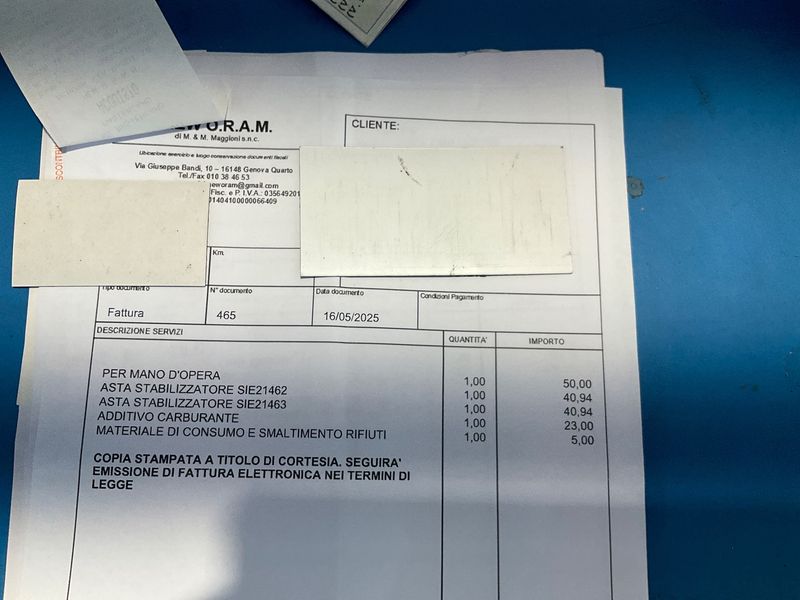 O.R.A.M.
di M. & M. Maggioni s.n.c.
Ubicazione esercizio e luogo conservazione documenti fiscali
Via Giuseppe Bandi, 10 – 16148 Genova Quarto
Tel./Fax 010 38 46 53
neworam@gmail.com
Fisc. e P. I.V.A.: 035649201
01404100000066409
CLIENTE:
Km.
Tipo documento
N° documento
Data documento
Condizioni Pagamento
Fattura
465
16/05/2025
DESCRIZIONE SERVIZI
QUANTITA'
IMPORTO
PER MANO D'OPERA 1,00 50,00
ASTA STABILIZZATORE SIE21462 1,00 40,94
ASTA STABILIZZATORE SIE21463 1,00 40,94
ADDITIVO CARBURANTE 1,00 23,00
MATERIALE DI CONSUMO E SMALTIMENTO RIFIUTI 1,00 5,00
COPIA STAMPATA A TITOLO DI CORTESIA. SEGUIRA'
EMISSIONE DI FATTURA ELETTRONICA NEI TERMINI DI
LEGGE